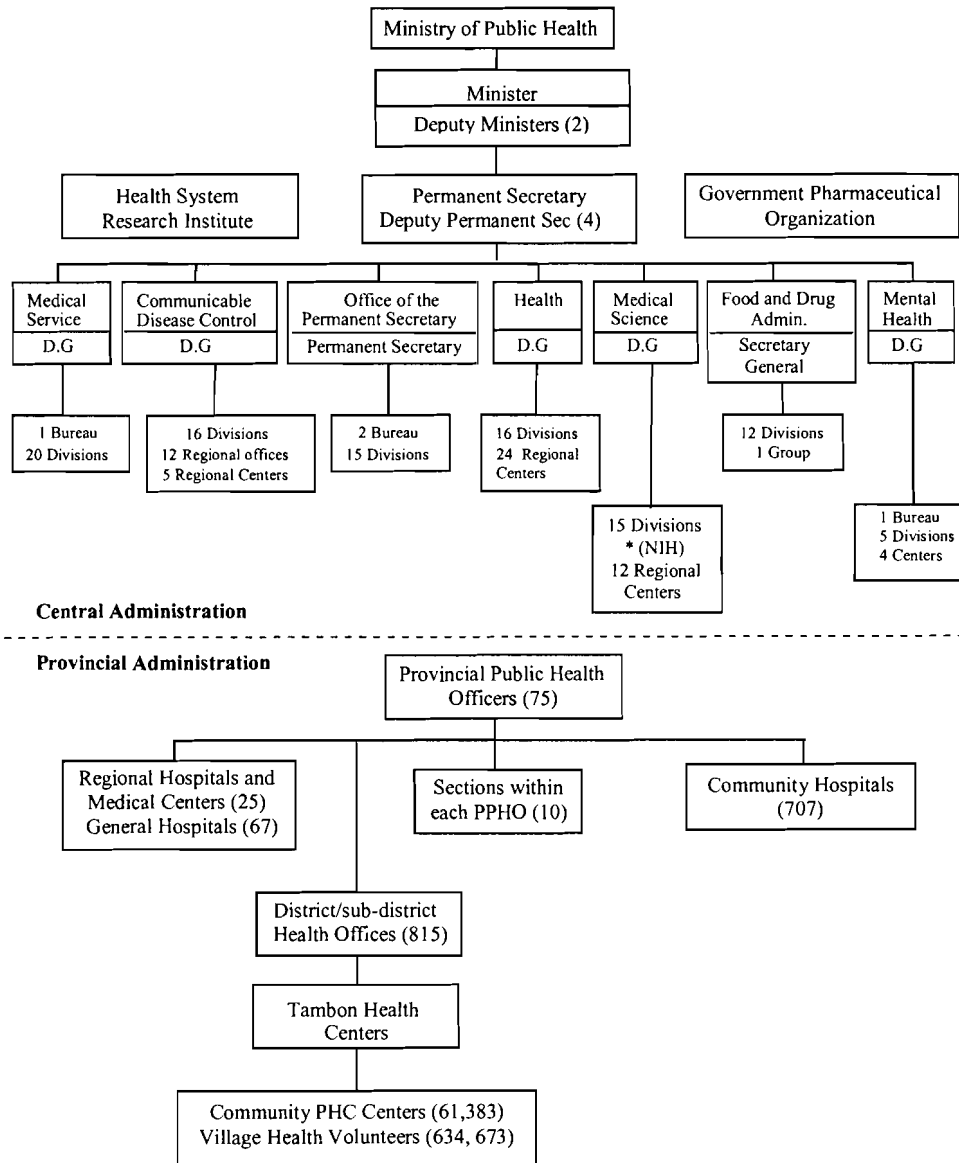 Ministry of Public Health
Minister
Deputy Ministers (2)
Health System
Research Institute
Permanent Secretary
Deputy Permanent Sec (4)
Government Pharmaceutical
Organization
Medical
Service
D.G
Communicable
Disease Control
D.G
Office of the
Permanent Secretary
Permanent Secretary
Health
D.G
Medical
Science
D.G
Food and Drug
Admin.
Secretary
General
Mental
Health
D.G
1 Bureau
20 Divisions
16 Divisions
12 Regional offices
5 Regional Centers
2 Bureau
15 Divisions
16 Divisions
24 Regional
Centers
15 Divisions
* (NIH)
12 Regional
Centers
12 Divisions
1 Group
1 Bureau
5 Divisions
4 Centers
Central Administration
Provincial Administration
Provincial Public Health
Officers (75)
Regional Hospitals and
Medical Centers (25)
General Hospitals (67)
Sections within
each PPHO (10)
Community Hospitals
(707)
District/sub-district
Health Offices (815)
Tambon Health
Centers
Community PHC Centers (61,383)
Village Health Volunteers (634, 673)